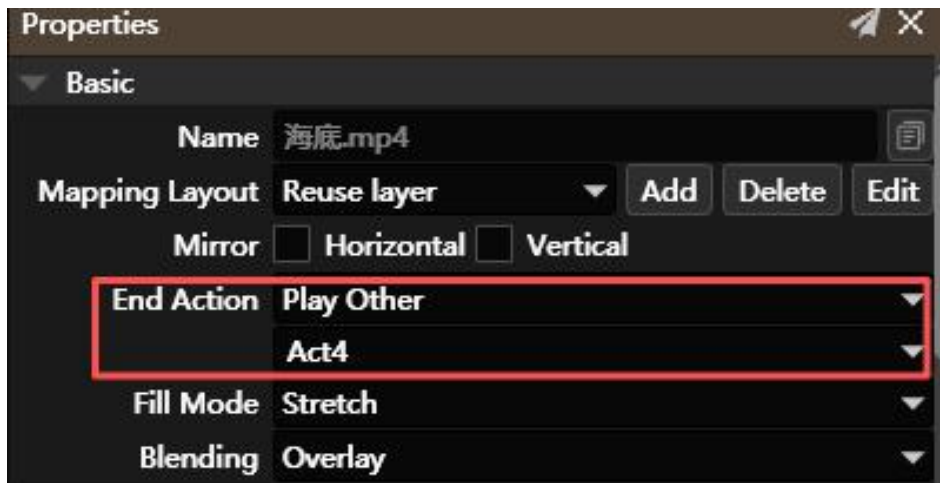 Properties
Basic
Name 海底.mp4
Mapping Layout Reuse layer Add Delete Edit
Mirror Horizontal Vertical
End Action Play Other
Act4
Fill Mode Stretch
Blending Overlay